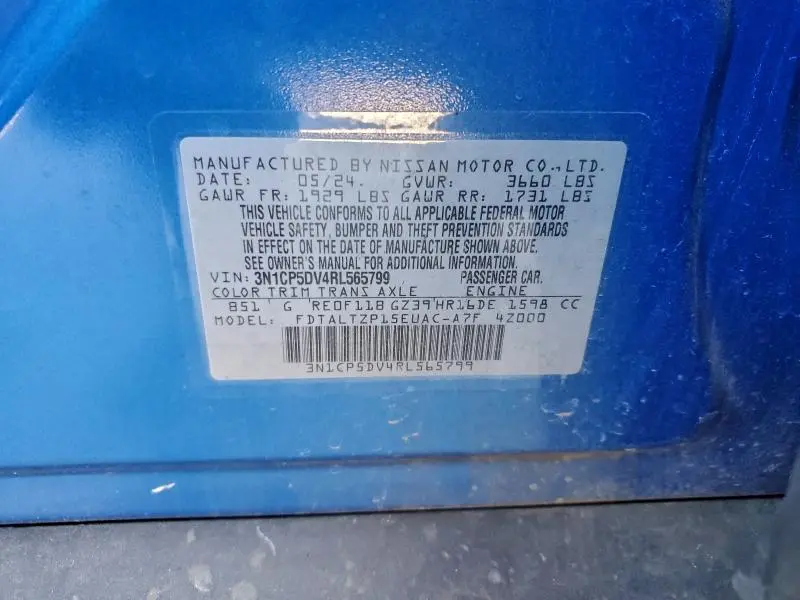 MANUFACTURED BY NISSAN MOTOR CO., LTD.
DATE: 05/24. GVWR: 3660 LBS
GAWR FR: 1929 LBS GAWR RR: 1731 LBS
THIS VEHICLE CONFORMS TO ALL APPLICABLE FEDERAL MOTOR
VEHICLE SAFETY, BUMPER AND THEFT PREVENTION STANDARDS
IN EFFECT ON THE DATE OF MANUFACTURE SHOWN ABOVE.
SEE OWNER'S MANUAL FOR ADDITIONAL INFORMATION.
VIN: 3N1CP5DV4RL565799 PASSENGER CAR.
COLOR TRIM TRANS AXLE ENGINE
B51 G RE0F11B GZ39 HR16DE 1598 CC
MODEL: FDTALTZP15EUAC-A7F 4Z000
3N1CP5DV4RL565799